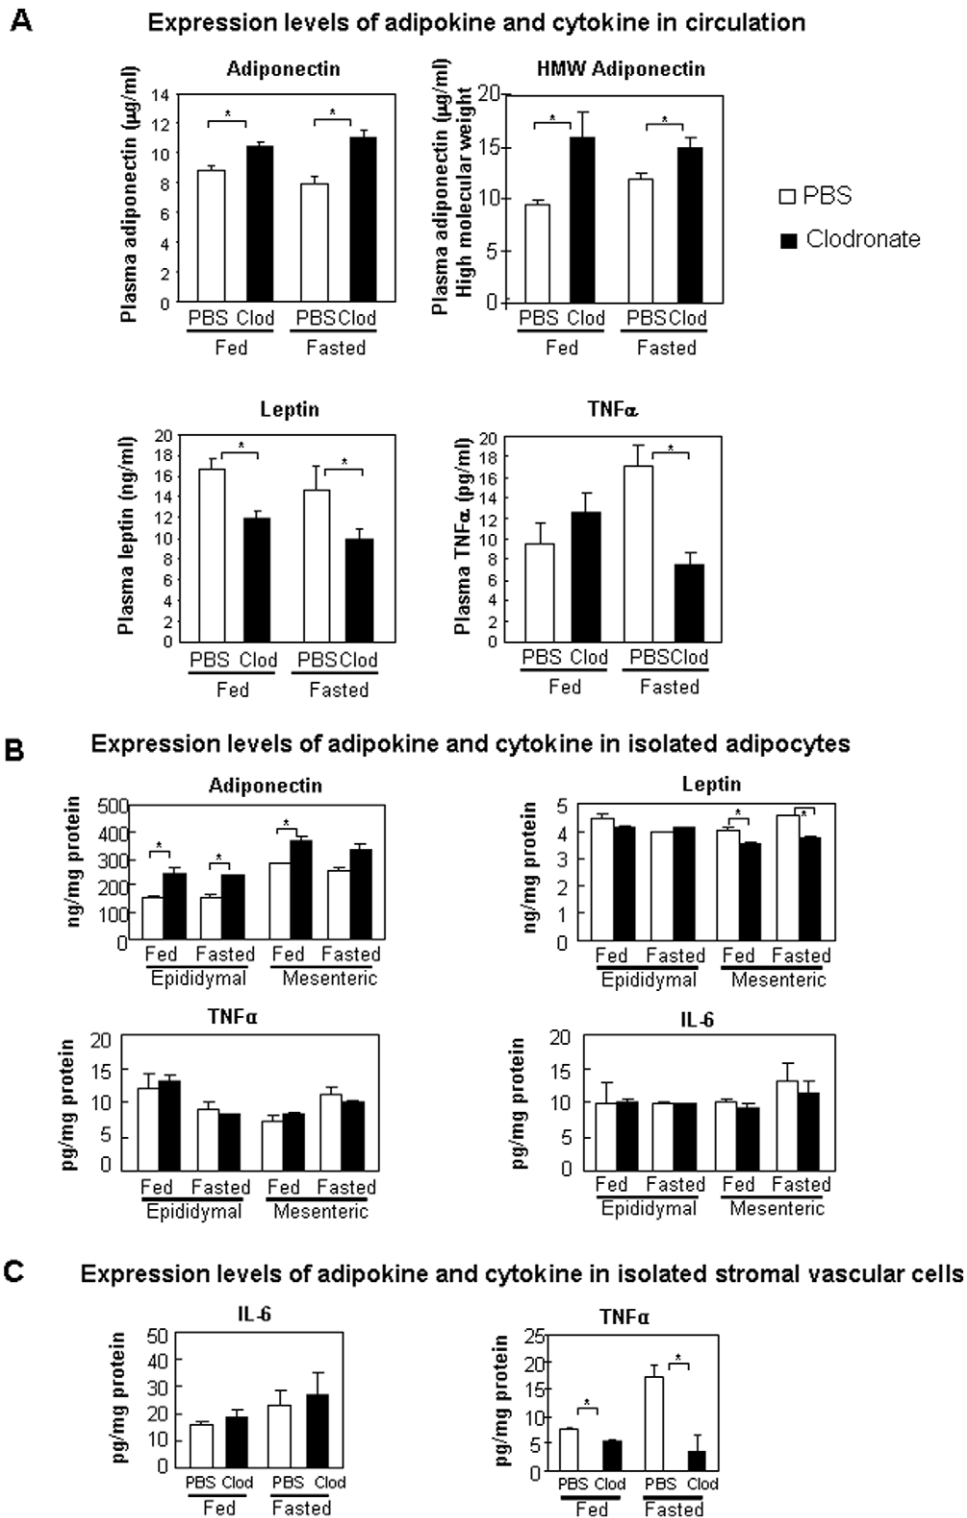 A
Expression levels of adipokine and cytokine in circulation
Adiponectin
Plasma adiponectin (µg/ml)
14
12
10
8
6
4
2
0
*
*
PBS Clod PBS Clod
Fed Fasted
HMW Adiponectin
Plasma adiponectin (µg/ml)
High molecular weight
20
15
10
5
0
*
*
PBS Clod PBS Clod
Fed Fasted
PBS
Clodronate
Leptin
Plasma leptin (ng/ml)
20
18
16
14
12
10
8
6
4
2
0
*
*
PBS Clod PBS Clod
Fed Fasted
TNFα
Plasma TNFα (pg/ml)
20
18
16
14
12
10
8
6
4
2
0
*
PBS Clod PBS Clod
Fed Fasted
B
Expression levels of adipokine and cytokine in isolated adipocytes
Adiponectin
ng/mg protein
500
400
300
200
100
0
*
*
*
Fed Fasted Fed Fasted
Epididymal Mesenteric
Leptin
ng/mg protein
5
4
3
2
1
0
*
*
Fed Fasted Fed Fasted
Epididymal Mesenteric
TNFα
pg/mg protein
20
15
10
5
0
Fed Fasted Fed Fasted
Epididymal Mesenteric
IL-6
pg/mg protein
20
15
10
5
0
Fed Fasted Fed Fasted
Epididymal Mesenteric
C
Expression levels of adipokine and cytokine in isolated stromal vascular cells
IL-6
pg/mg protein
50
40
30
20
10
0
PBS Clod PBS Clod
Fed Fasted
TNFα
pg/mg protein
25
20
15
10
5
0
*
*
PBS Clod PBS Clod
Fed Fasted